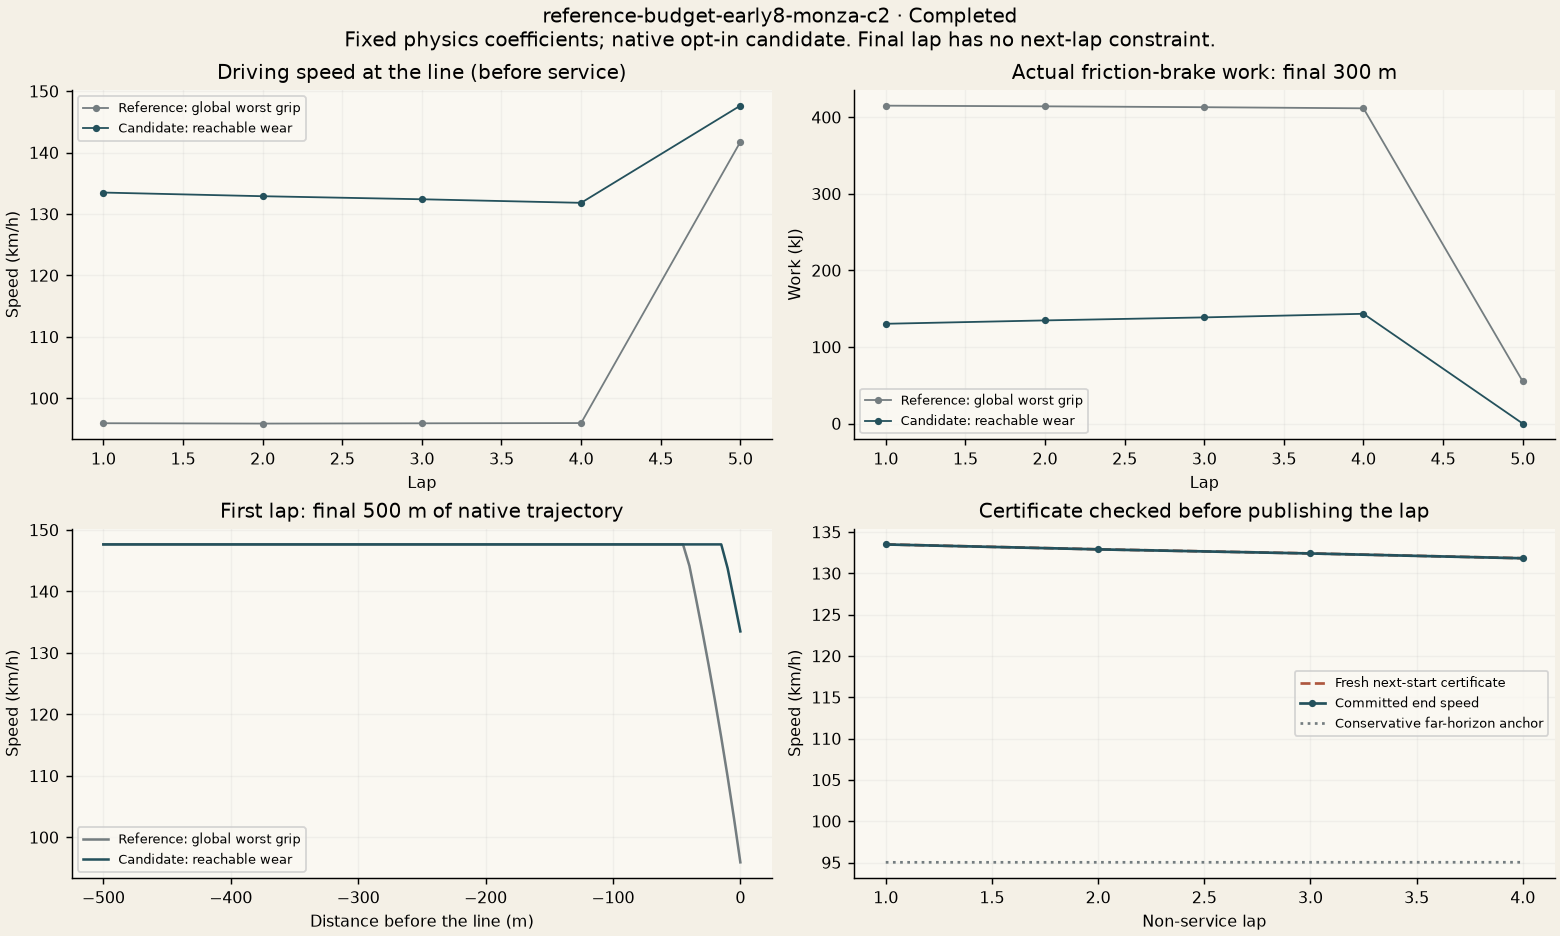 reference-budget-early8-monza-c2 · Completed
Fixed physics coefficients; native opt-in candidate. Final lap has no next-lap constraint.
Driving speed at the line (before service)
Speed (km/h)
150
140
130
120
110
100
Reference: global worst grip
Candidate: reachable wear
1.0 1.5 2.0 2.5 3.0 3.5 4.0 4.5 5.0
Lap
Actual friction-brake work: final 300 m
Work (kJ)
400
300
200
100
0
Reference: global worst grip
Candidate: reachable wear
1.0 1.5 2.0 2.5 3.0 3.5 4.0 4.5 5.0
Lap
First lap: final 500 m of native trajectory
Speed (km/h)
150
140
130
120
110
100
Reference: global worst grip
Candidate: reachable wear
−500 −400 −300 −200 −100 0
Distance before the line (m)
Certificate checked before publishing the lap
Speed (km/h)
135
130
125
120
115
110
105
100
95
Fresh next-start certificate
Committed end speed
Conservative far-horizon anchor
1.0 1.5 2.0 2.5 3.0 3.5 4.0
Non-service lap